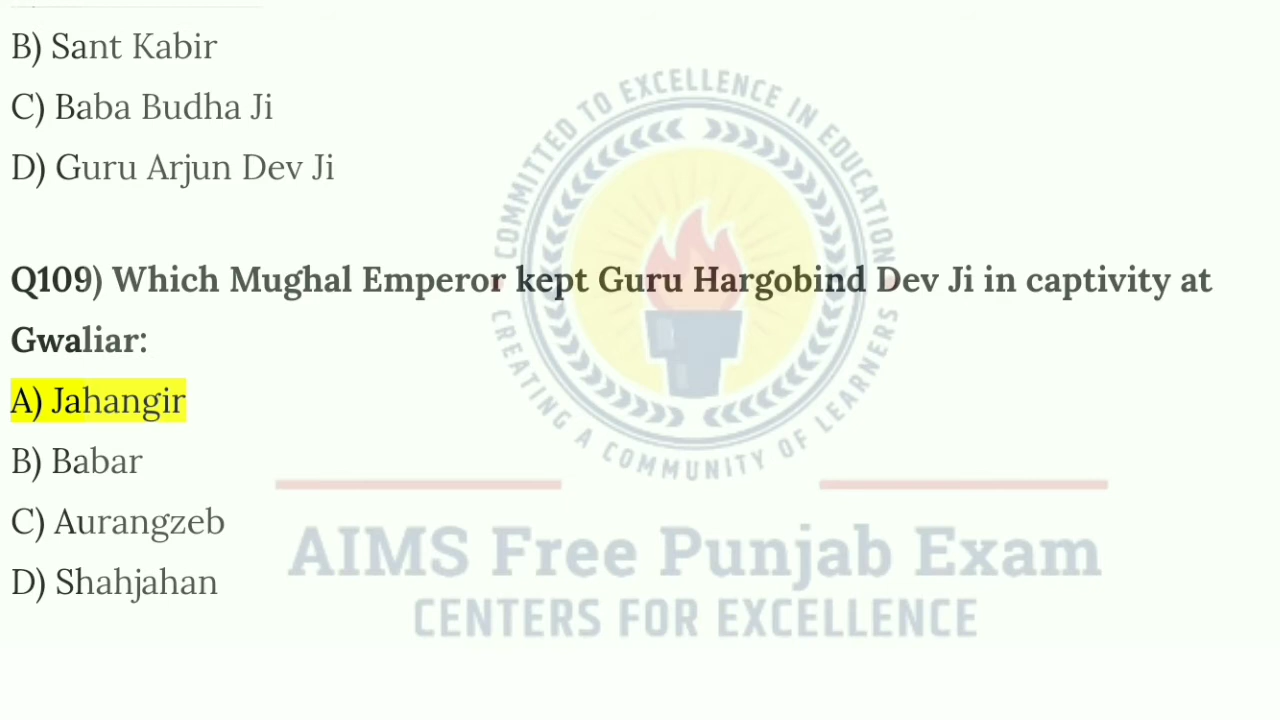 B) Sant Kabir
C) Baba Budha Ji
D) Guru Arjun Dev Ji
Q109) Which Mughal Emperor kept Guru Hargobind Dev Ji in captivity at
Gwaliar:
A) Jahangir
B) Babar
C) Aurangzeb
D) Shahjahan
COMMITTED TO EXCELLENCE IN EDUCATION
CREATING A COMMUNITY OF LEARNERS
AIMS Free Punjab Exam
CENTERS FOR EXCELLENCE